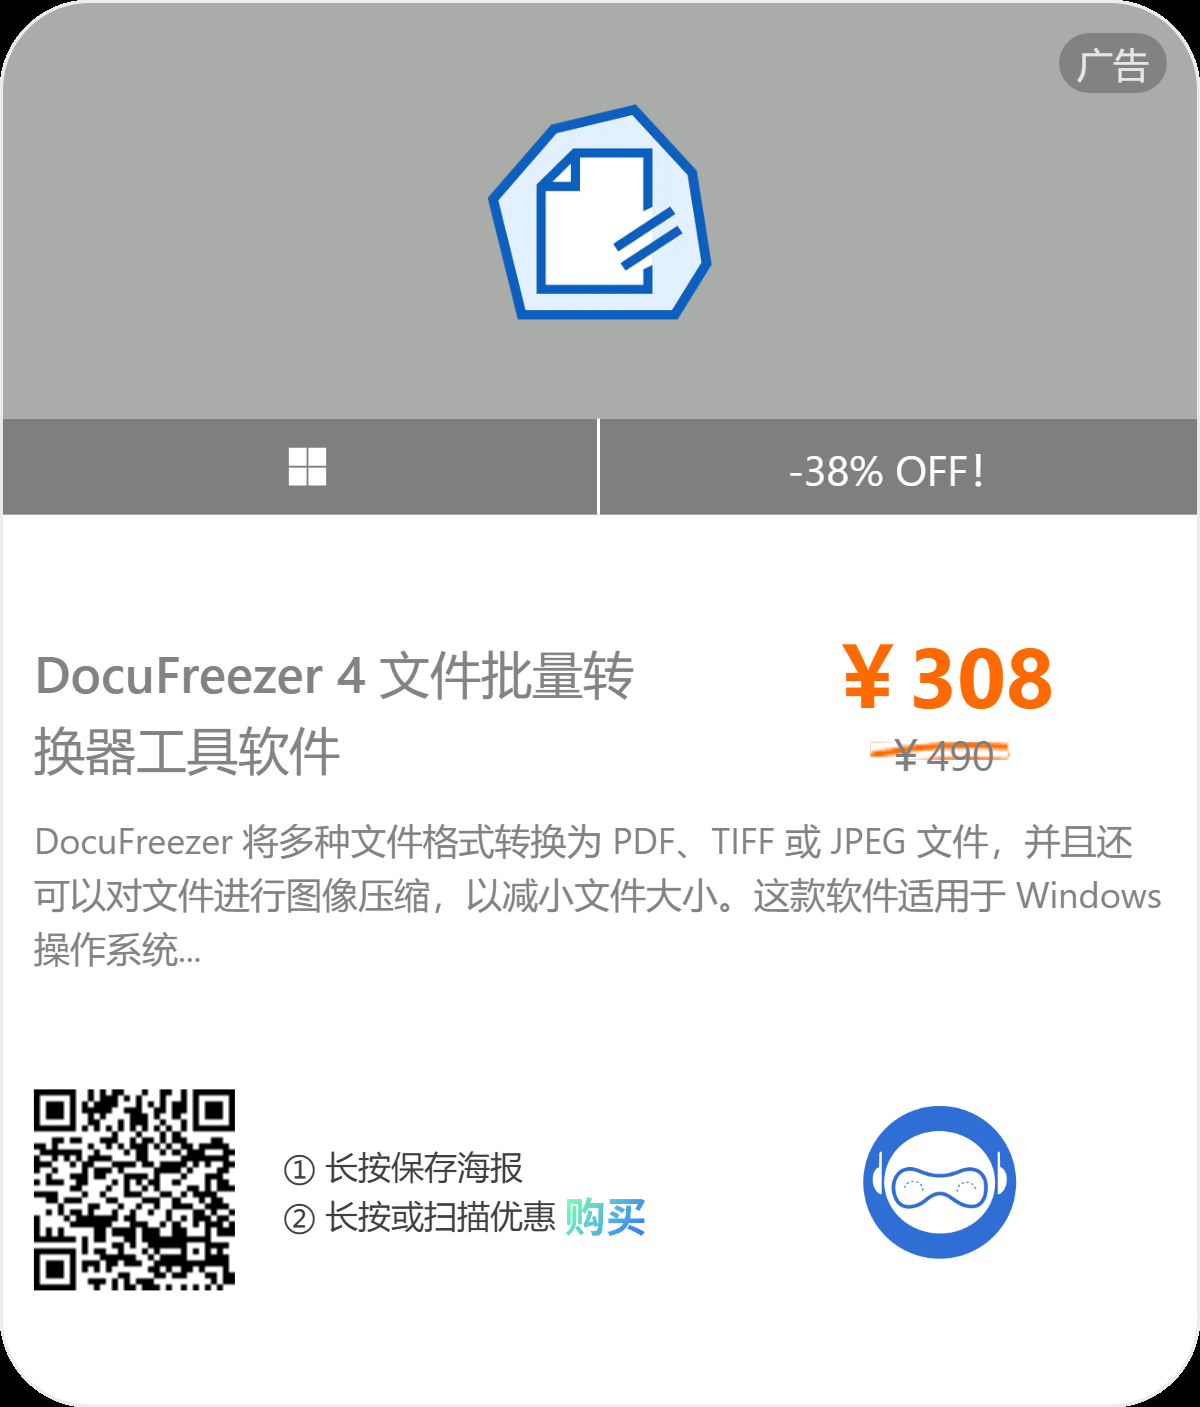 广告
-38% OFF!
DocuFreezer 4 文件批量转
换器工具软件
￥308
￥490
DocuFreezer 将多种文件格式转换为 PDF、TIFF 或 JPEG 文件，并且还
可以对文件进行图像压缩，以减小文件大小。这款软件适用于 Windows
操作系统...
① 长按保存海报
② 长按或扫描优惠 购买